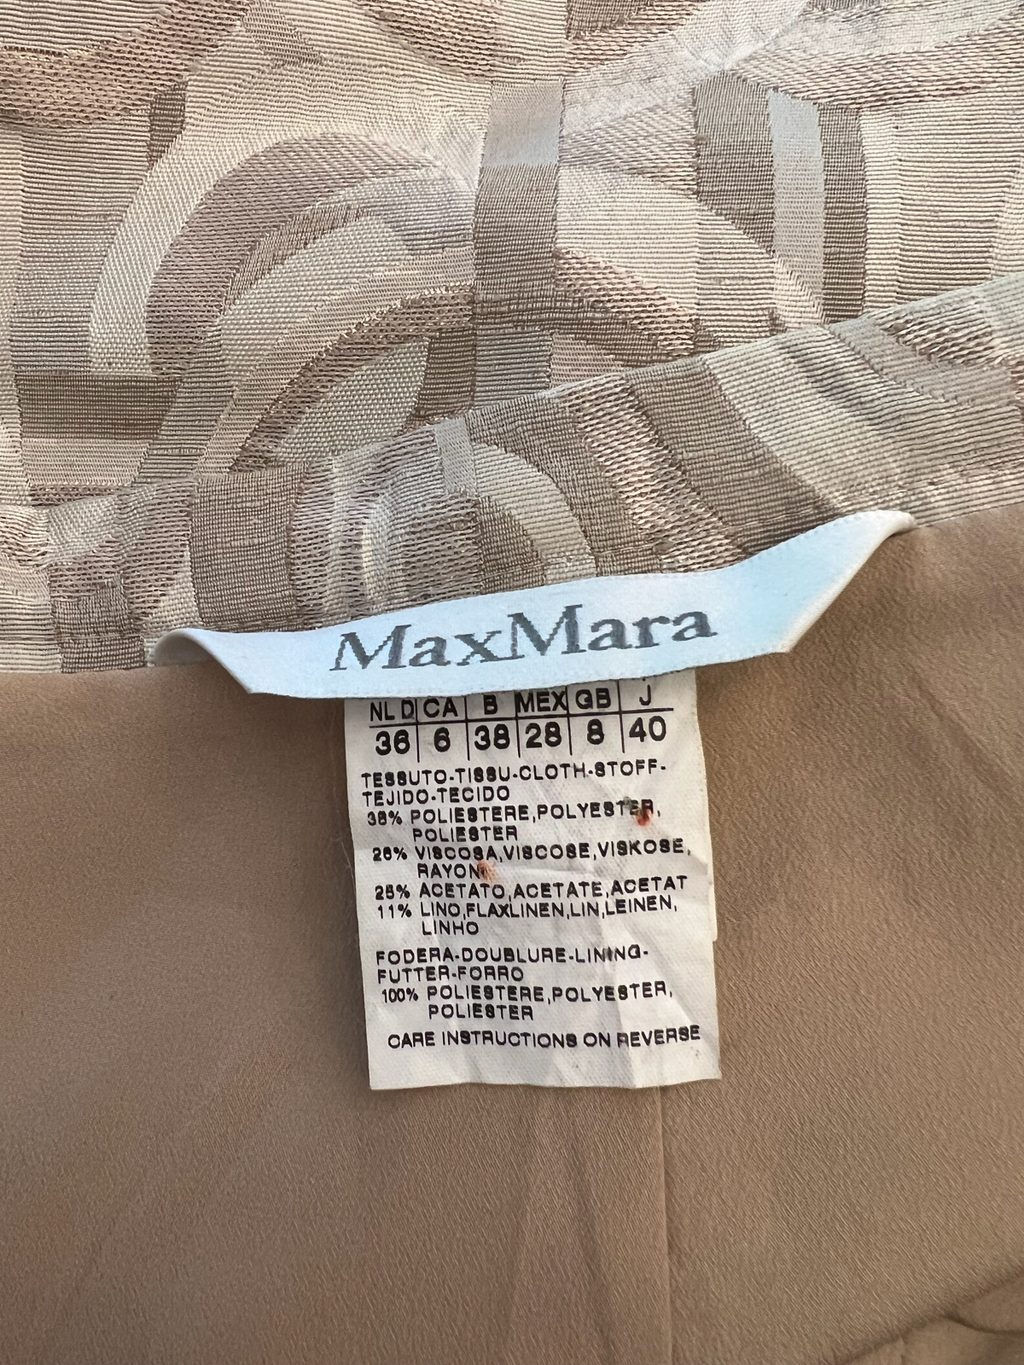 MaxMara
NL D CA B MEX GB J
36 6 38 28 8 40
TESSUTO-TISSU-CLOTH-STOFF-
TEJIDO-TECIDO
38% POLIESTERE,POLYESTER,
POLIESTER
26% VISCOSA,VISCOSE,VISKOSE,
RAYON
25% ACETATO,ACETATE,ACETAT
11% LINO,FLAXLINEN,LIN,LEINEN,
LINHO
FODERA-DOUBLURE-LINING-
FUTTER-FORRO
100% POLIESTERE,POLYESTER,
POLIESTER
CARE INSTRUCTIONS ON REVERSE